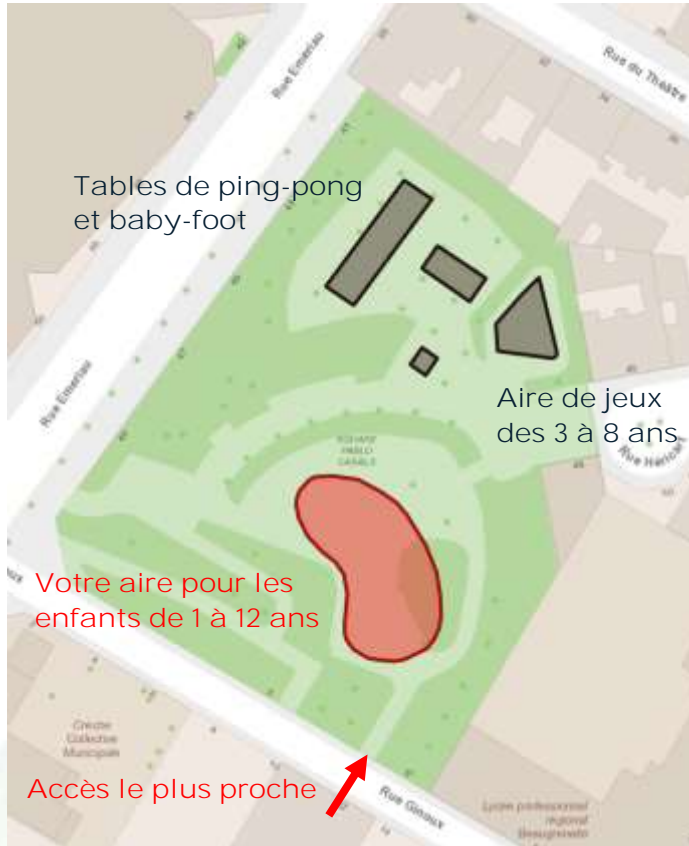 Rue Emeriau
Rue du Théâtre
Tables de ping-pong
et baby-foot
Rue Emeriau
Aire de jeux
des 3 à 8 ans
Rue Héricart
SQUARE
PABLO
CASALS
Votre aire pour les
enfants de 1 à 12 ans
Crèche
Collective
Municipale
Accès le plus proche
Rue Ginoux
Lycée professionnel
régional
Beaugrenelle